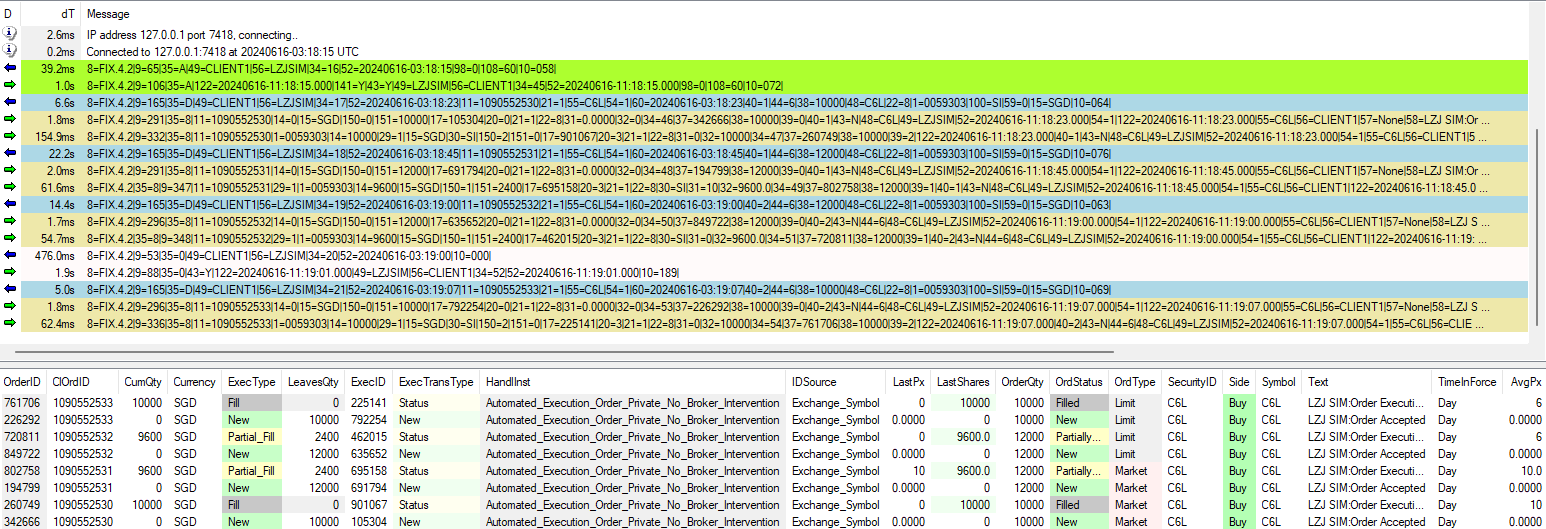 D dT Message
2.6ms IP address 127.0.0.1 port 7418, connecting..
0.2ms Connected to 127.0.0.1:7418 at 20240616-03:18:15 UTC
39.2ms 8=FIX.4.2|9=65|35=A|49=CLIENT1|56=LZJSIM|34=16|52=20240616-03:18:15|98=0|108=60|10=058|
1.0s 8=FIX.4.2|9=106|35=A|122=20240616-11:18:15.000|141=Y|43=Y|49=LZJSIM|56=CLIENT1|34=45|52=20240616-11:18:15.000|98=0|108=60|10=072|
6.6s 8=FIX.4.2|9=165|35=D|49=CLIENT1|56=LZJSIM|34=17|52=20240616-03:18:23|11=1090552530|21=1|55=C6L|54=1|60=20240616-03:18:23|40=1|44=6|38=10000|48=C6L|22=8|1=0059303|100=SI|59=0|15=SGD|10=064|
1.8ms 8=FIX.4.2|9=291|35=8|11=1090552530|14=0|15=SGD|150=0|151=10000|17=105304|20=0|21=1|22=8|31=0.0000|32=0|34=46|37=342666|38=10000|39=0|40=1|43=N|44=6|48=C6L|49=LZJSIM|52=20240616-11:18:23.000|54=1|122=20240616-11:18:23.000|55=C6L|56=CLIENT1|57=None|58=LZJ SIM:Or ...
154.9ms 8=FIX.4.2|9=332|35=8|11=1090552530|1=0059303|14=10000|29=1|15=SGD|30=SI|150=2|151=0|17=901067|20=3|21=1|22=8|31=0|32=10000|34=47|37=260749|38=10000|39=2|122=20240616-11:18:23.000|40=1|43=N|48=C6L|49=LZJSIM|52=20240616-11:18:23.000|54=1|55=C6L|56=CLIENT1|5 ...
22.2s 8=FIX.4.2|9=165|35=D|49=CLIENT1|56=LZJSIM|34=18|52=20240616-03:18:45|11=1090552531|21=1|55=C6L|54=1|60=20240616-03:18:45|40=1|44=6|38=12000|48=C6L|22=8|1=0059303|100=SI|59=0|15=SGD|10=076|
2.0ms 8=FIX.4.2|9=291|35=8|11=1090552531|14=0|15=SGD|150=0|151=12000|17=691794|20=0|21=1|22=8|31=0.0000|32=0|34=48|37=194799|38=12000|39=0|40=1|43=N|44=6|48=C6L|49=LZJSIM|52=20240616-11:18:45.000|54=1|122=20240616-11:18:45.000|55=C6L|56=CLIENT1|57=None|58=LZJ SIM:Or ...
61.6ms 8=FIX.4.2|35=8|9=347|11=1090552531|29=1|1=0059303|14=9600|15=SGD|150=1|151=2400|17=695158|20=3|21=1|22=8|30=SI|31=10|32=9600.0|34=49|37=802758|38=12000|39=1|40=1|43=N|48=C6L|49=LZJSIM|52=20240616-11:18:45.000|54=1|55=C6L|56=CLIENT1|122=20240616-11:18:45.0 ...
14.4s 8=FIX.4.2|9=165|35=D|49=CLIENT1|56=LZJSIM|34=19|52=20240616-03:19:00|11=1090552532|21=1|55=C6L|54=1|60=20240616-03:19:00|40=2|44=6|38=12000|48=C6L|22=8|1=0059303|100=SI|59=0|15=SGD|10=063|
1.7ms 8=FIX.4.2|9=296|35=8|11=1090552532|14=0|15=SGD|150=0|151=12000|17=635652|20=0|21=1|22=8|31=0.0000|32=0|34=50|37=849722|38=12000|39=0|40=2|43=N|44=6|48=C6L|49=LZJSIM|52=20240616-11:19:00.000|54=1|122=20240616-11:19:00.000|55=C6L|56=CLIENT1|57=None|58=LZJ S ...
54.7ms 8=FIX.4.2|35=8|9=348|11=1090552532|29=1|1=0059303|14=9600|15=SGD|150=1|151=2400|17=462015|20=3|21=1|22=8|30=SI|31=0|32=9600.0|34=51|37=720811|38=12000|39=1|40=2|43=N|44=6|48=C6L|49=LZJSIM|52=20240616-11:19:00.000|54=1|55=C6L|56=CLIENT1|122=20240616-11:19: ...
476.0ms 8=FIX.4.2|9=53|35=0|49=CLIENT1|56=LZJSIM|34=20|52=20240616-03:19:00|10=000|
1.9s 8=FIX.4.2|9=88|35=0|43=Y|122=20240616-11:19:01.000|49=LZJSIM|56=CLIENT1|34=52|52=20240616-11:19:01.000|10=189|
5.0s 8=FIX.4.2|9=165|35=D|49=CLIENT1|56=LZJSIM|34=21|52=20240616-03:19:07|11=1090552533|21=1|55=C6L|54=1|60=20240616-03:19:07|40=2|44=6|38=10000|48=C6L|22=8|1=0059303|100=SI|59=0|15=SGD|10=069|
1.8ms 8=FIX.4.2|9=296|35=8|11=1090552533|14=0|15=SGD|150=0|151=10000|17=792254|20=0|21=1|22=8|31=0.0000|32=0|34=53|37=226292|38=10000|39=0|40=2|43=N|44=6|48=C6L|49=LZJSIM|52=20240616-11:19:07.000|54=1|122=20240616-11:19:07.000|55=C6L|56=CLIENT1|57=None|58=LZJ S ...
62.4ms 8=FIX.4.2|9=336|35=8|11=1090552533|1=0059303|14=10000|29=1|15=SGD|30=SI|150=2|151=0|17=225141|20=3|21=1|22=8|31=0|32=10000|34=54|37=761706|38=10000|39=2|122=20240616-11:19:07.000|40=2|43=N|44=6|48=C6L|49=LZJSIM|52=20240616-11:19:07.000|54=1|55=C6L|56=CLIE ...
OrderID ClOrdID CumQty Currency ExecType LeavesQty ExecID ExecTransType HandlInst IDSource LastPx LastShares OrderQty OrdStatus OrdType SecurityID Side Symbol Text TimeInForce AvgPx
761706 1090552533 10000 SGD Fill 0 225141 Status Automated_Execution_Order_Private_No_Broker_Intervention Exchange_Symbol 0 10000 10000 Filled Limit C6L Buy C6L LZJ SIM:Order Executi... Day 6
226292 1090552533 0 SGD New 10000 792254 New Automated_Execution_Order_Private_No_Broker_Intervention Exchange_Symbol 0.0000 0 10000 New Limit C6L Buy C6L LZJ SIM:Order Accepted Day 0.0000
720811 1090552532 9600 SGD Partial_Fill 2400 462015 Status Automated_Execution_Order_Private_No_Broker_Intervention Exchange_Symbol 0 9600.0 12000 Partially... Limit C6L Buy C6L LZJ SIM:Order Executi... Day 6
849722 1090552532 0 SGD New 12000 635652 New Automated_Execution_Order_Private_No_Broker_Intervention Exchange_Symbol 0.0000 0 12000 New Limit C6L Buy C6L LZJ SIM:Order Accepted Day 0.0000
802758 1090552531 9600 SGD Partial_Fill 2400 695158 Status Automated_Execution_Order_Private_No_Broker_Intervention Exchange_Symbol 10 9600.0 12000 Partially... Market C6L Buy C6L LZJ SIM:Order Executi... Day 10.0
194799 1090552531 0 SGD New 12000 691794 New Automated_Execution_Order_Private_No_Broker_Intervention Exchange_Symbol 0.0000 0 12000 New Market C6L Buy C6L LZJ SIM:Order Accepted Day 0.0000
260749 1090552530 10000 SGD Fill 0 901067 Status Automated_Execution_Order_Private_No_Broker_Intervention Exchange_Symbol 0 10000 10000 Filled Market C6L Buy C6L LZJ SIM:Order Executi... Day 10
342666 1090552530 0 SGD New 10000 105304 New Automated_Execution_Order_Private_No_Broker_Intervention Exchange_Symbol 0.0000 0 10000 New Market C6L Buy C6L LZJ SIM:Order Accepted Day 0.0000